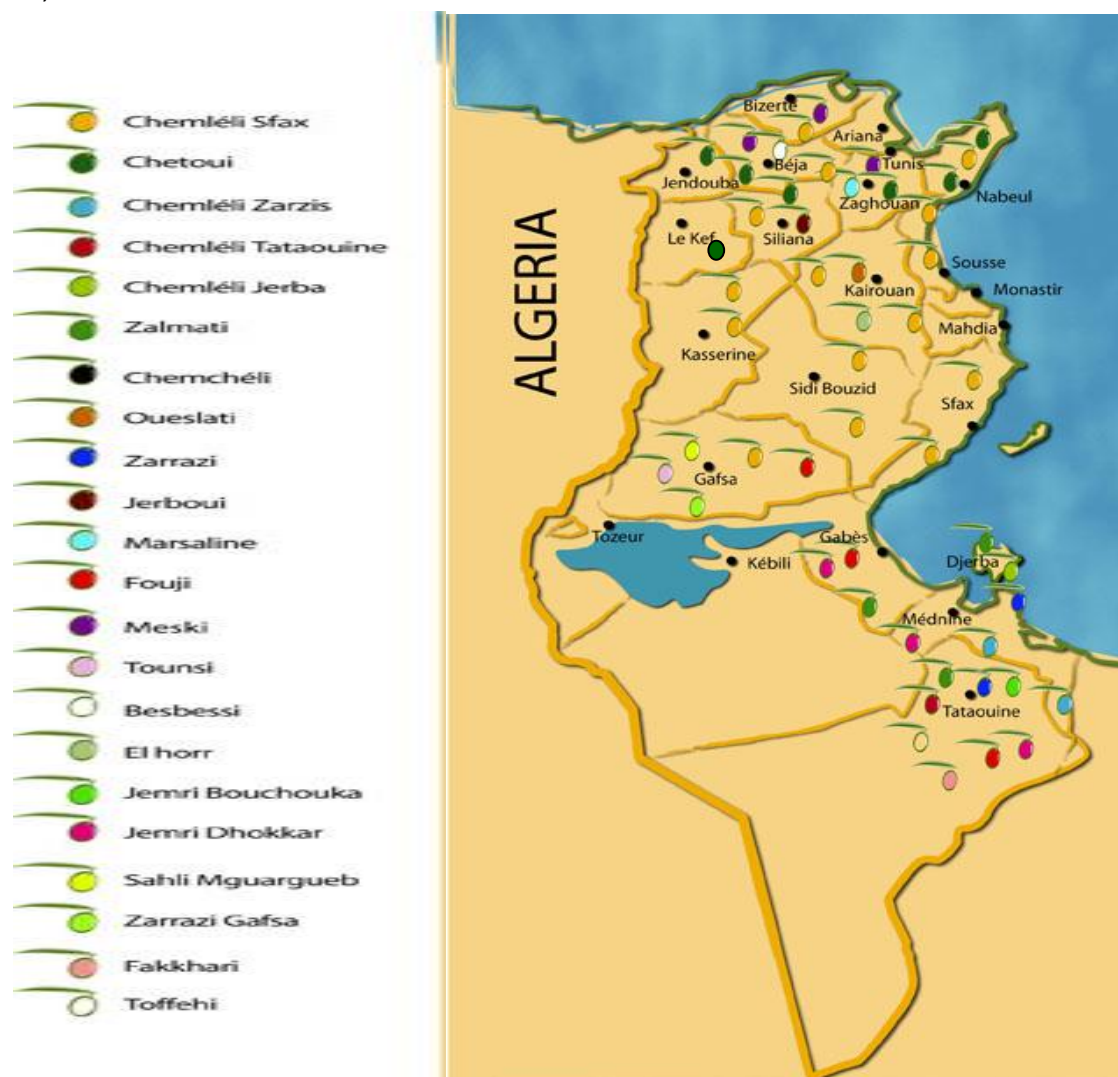 Chemléli Sfax
Chetoui
Chemléli Zarzis
Chemléli Tataouine
Chemléli Jerba
Zalmati
Chemchéli
Oueslati
Zarrazi
Jerboui
Marsaline
Fouji
Meski
Tounsi
Besbessi
El horr
Jemri Bouchouka
Jemri Dhokkar
Sahli Mguargueb
Zarrazi Gafsa
Fakkhari
Toffehi
ALGERIA
Bizerte
Ariana
Tunis
Béja
Jendouba
Zaghouan
Nabeul
Le Kef
Siliana
Sousse
Kairouan
Monastir
Mahdia
Kasserine
Sidi Bouzid
Sfax
Gafsa
Tozeur
Gabès
Kébili
Djerba
Médnine
Tataouine